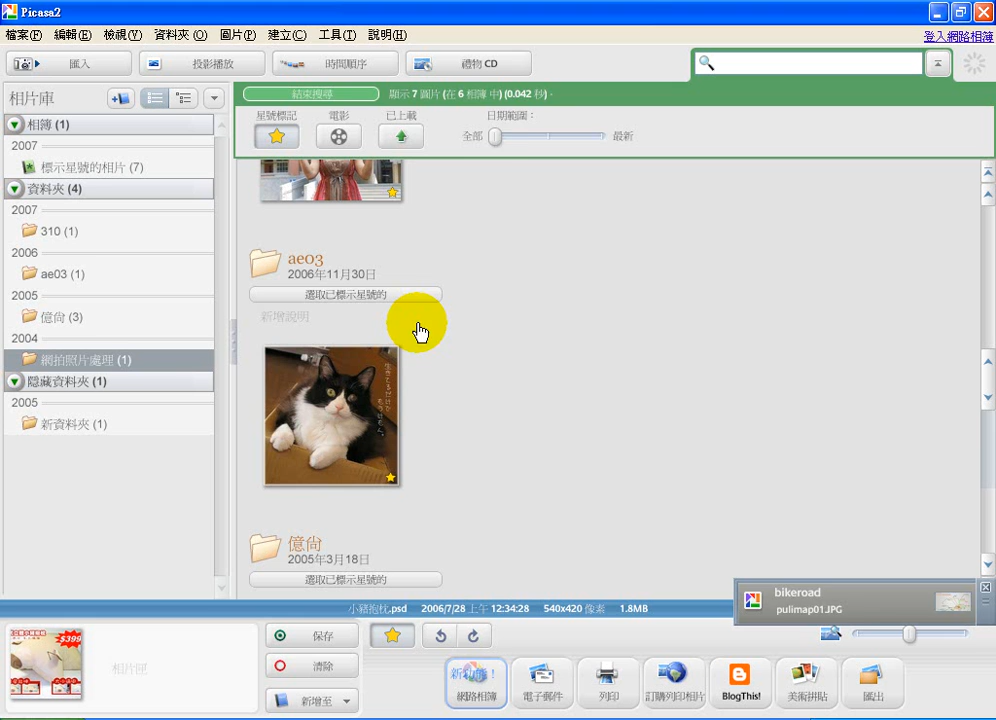 Picasa2
檔案(F) 編輯(E) 檢視(V) 資料夾(O) 圖片(P) 建立(C) 工具(T) 說明(H)
登入網路相簿
匯入
投影播放
時間順序
禮物 CD
相片庫
結束搜尋
顯示 7 圖片 (在 6 相簿 中) (0.042 秒)。
星號標記
電影
已上載
日期範圍：
全部
最新
相簿 (1)
2007
標示星號的相片 (7)
資料夾 (4)
2007
310 (1)
2006
ae03 (1)
2005
億尙 (3)
2004
網拍照片處理 (1)
隱藏資料夾 (1)
2005
新資料夾 (1)
ae03
2006年11月30日
選取已標示星號的
新增說明
億尙
2005年3月18日
選取已標示星號的
bikeroad
pulimap01.JPG
小豬抱枕.psd 2006/7/28 上午 12:34:28 540x420 像素 1.8MB
$399
相片匣
保存
清除
新增至
新功能！
網路相簿
電子郵件
列印
訂購列印相片
BlogThis!
美術拼貼
匯出